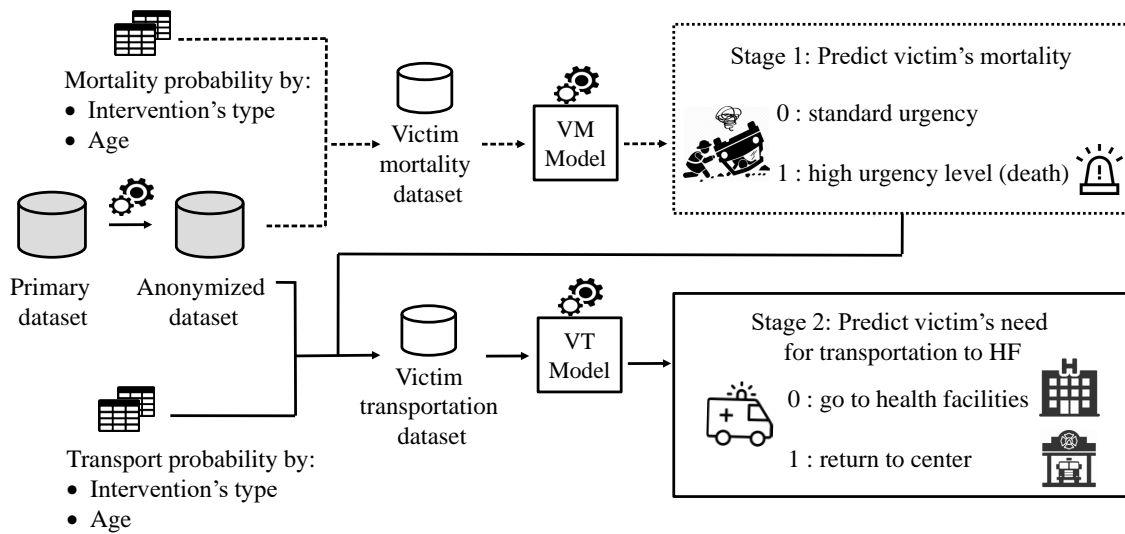 Mortality probability by:
• Intervention's type
• Age
Primary
dataset
Anonymized
dataset
Victim
mortality
dataset
VM
Model
Stage 1: Predict victim's mortality
0 : standard urgency
1 : high urgency level (death)
Transport probability by:
• Intervention's type
• Age
Victim
transportation
dataset
VT
Model
Stage 2: Predict victim's need
for transportation to HF
0 : go to health facilities
H
1 : return to center